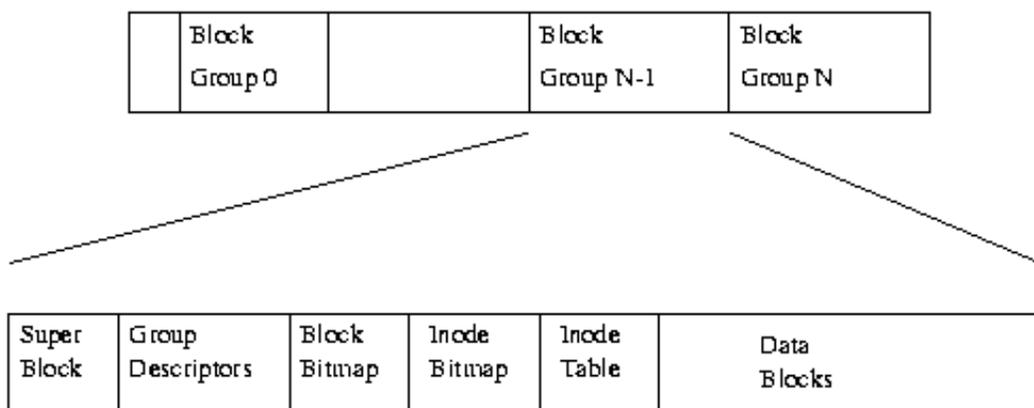 Block
Group 0
Block
Group N-1
Block
Group N
Super
Block
Group
Descriptors
Block
Bitmap
Inode
Bitmap
Inode
Table
Data
Blocks